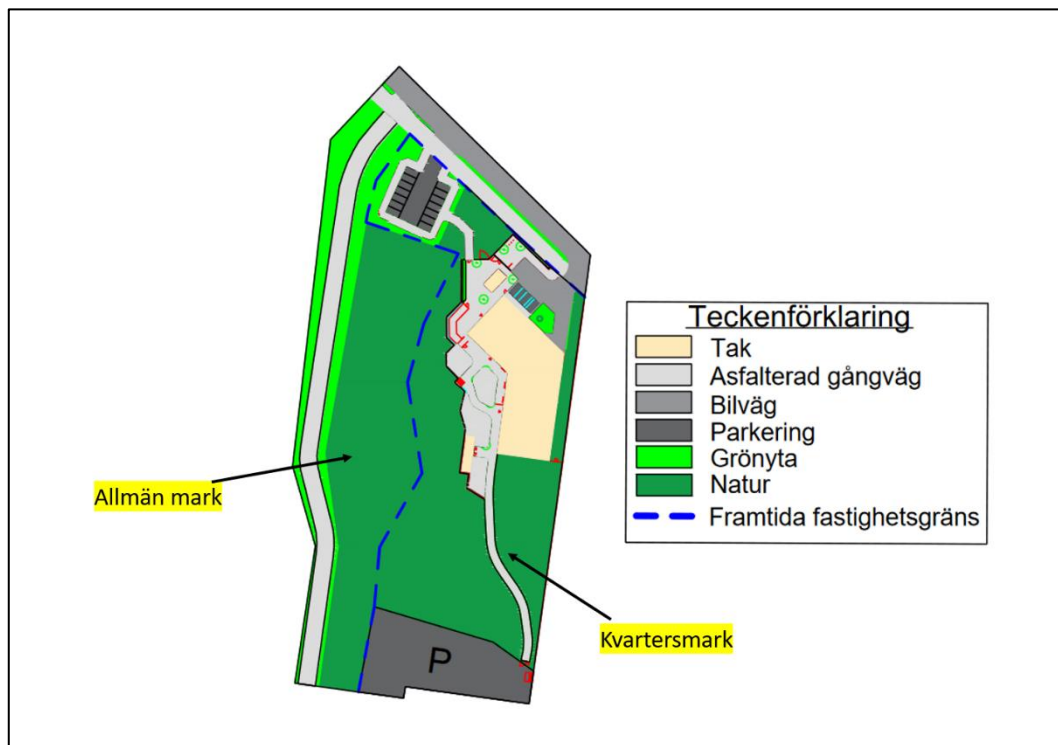 Allmän mark
Kvartersmark
P
Teckenförklaring
Tak
Asfalterad gångväg
Bilväg
Parkering
Grönyta
Natur
Framtida fastighetsgräns